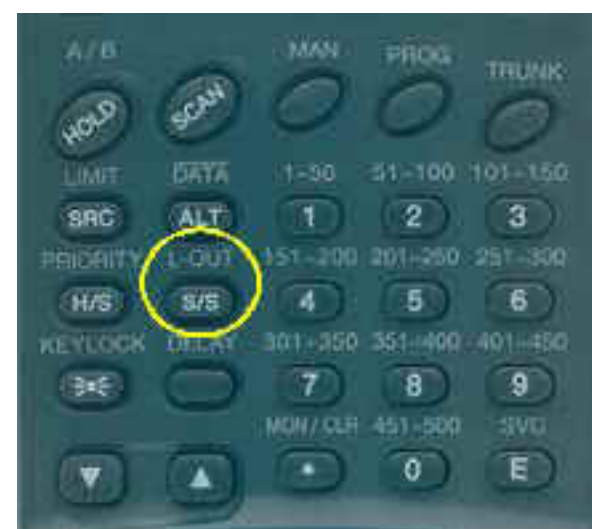 A/B MAN PROG TRUNK
HOLD SCAN
LIMIT DATA 1-50 51-100 101-150
SRC ALT 1 2 3
PRIORITY L-OUT 151-200 201-250 251-300
H/S S/S 4 5 6
KEYLOCK DELAY 301-350 351-400 401-450
7 8 9
MON/CLR 451-500 SVC
• 0 E